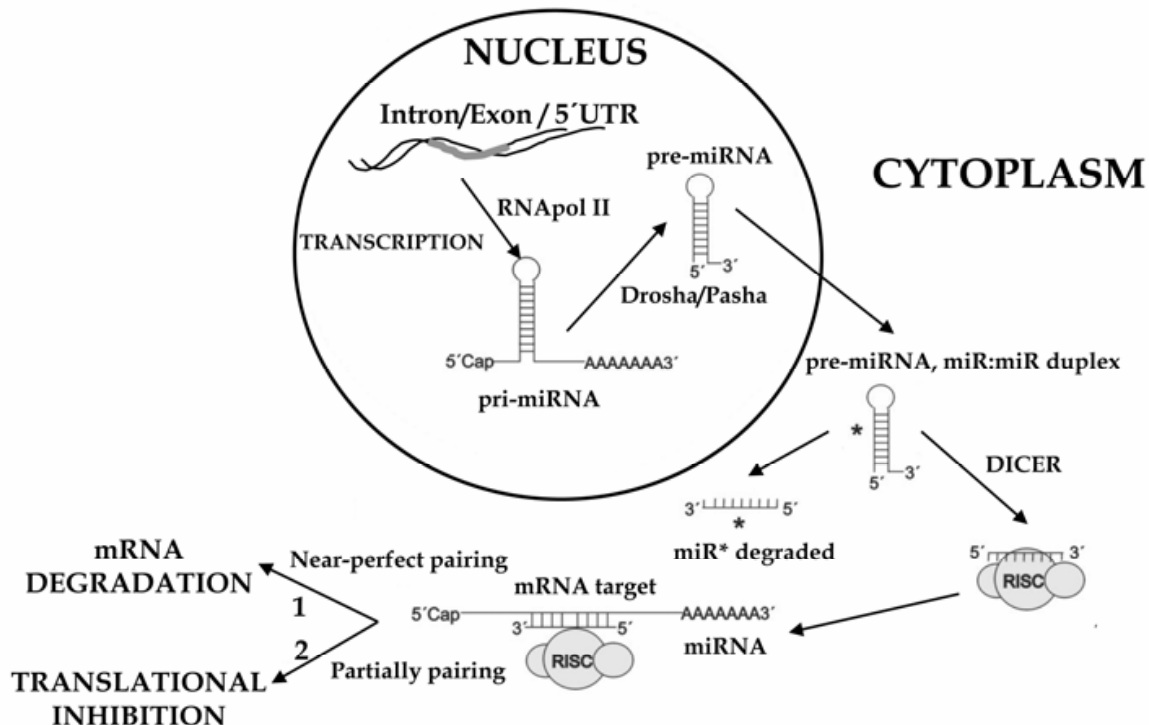 NUCLEUS
Intron/Exon / 5´UTR
pre-miRNA
CYTOPLASM
RNApol II
TRANSCRIPTION
5´ 3´
Drosha/Pasha
5´Cap AAAAAAA3´
pri-miRNA
pre-miRNA, miR:miR duplex
*
5´ 3´
DICER
3´ 5´
*
miR* degraded
5´ 3´
RISC
mRNA
DEGRADATION
Near-perfect pairing
1
mRNA target
5´Cap AAAAAAA3´
3´ 5´
miRNA
RISC
2
Partially pairing
TRANSLATIONAL
INHIBITION